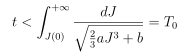 t < \int_{J(0)}^{+\infty} \frac{dJ}{\sqrt{\frac{2}{3}aJ^3 + b}} = T_0